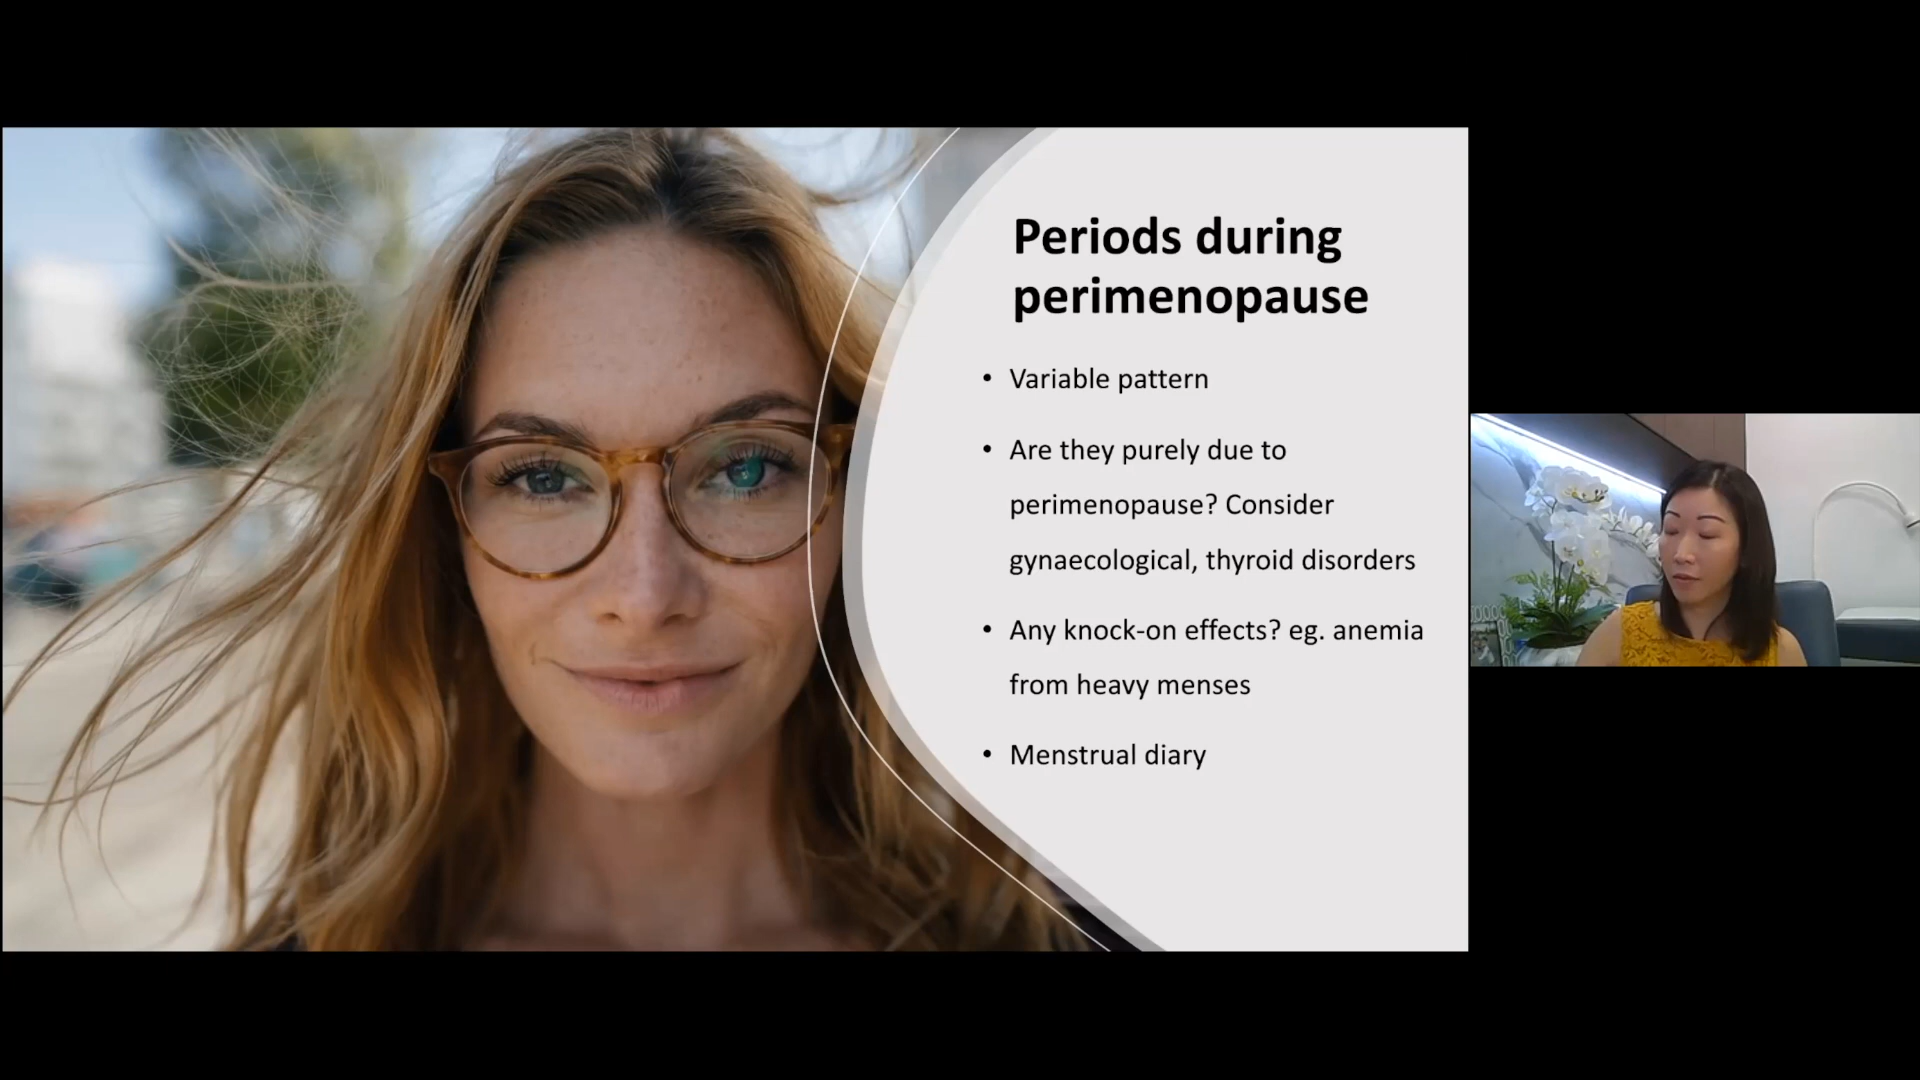 Periods during
perimenopause
• Variable pattern
• Are they purely due to
perimenopause? Consider
gynaecological, thyroid disorders
• Any knock-on effects? eg. anemia
from heavy menses
• Menstrual diary